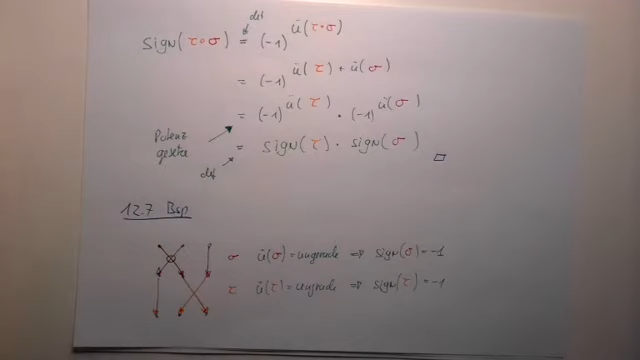 def
sign(τ∘σ) = (-1)^ü(τ∘σ)
= (-1)^ü(τ) + ü(σ)
= (-1)^ü(τ) · (-1)^ü(σ)
Potenz
gesetze
= sign(τ) · sign(σ) □
def
12.7 Bsp
σ ü(σ) = ungerade ⇒ sign(σ) = -1
τ ü(τ) = ungerade ⇒ sign(τ) = -1